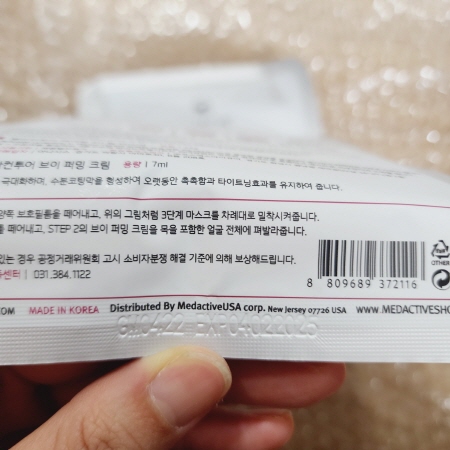 컨투어 브이 퍼밍 크림 용량 | 7ml
극대화하며, 수분코팅막을 형성하여 오랫동안 촉촉함과 타이트닝효과를 유지하여 줍니다.
양쪽 보호필름을 떼어내고, 위의 그림처럼 3단계 마스크를 차례대로 밀착시켜줍니다.
떼어내고, STEP 2의 브이 퍼밍 크림을 목을 포함한 얼굴 전체에 펴발라줍니다.
있는 경우 공정거래위원회 고시 소비자분쟁 해결 기준에 의해 보상해드립니다.
센터 | 031.384.1122
8 809689 372116
OTHER
.COM MADE IN KOREA Distributed By MedactiveUSA corp. New Jersey 07726 USA WWW.MEDACTIVESHO